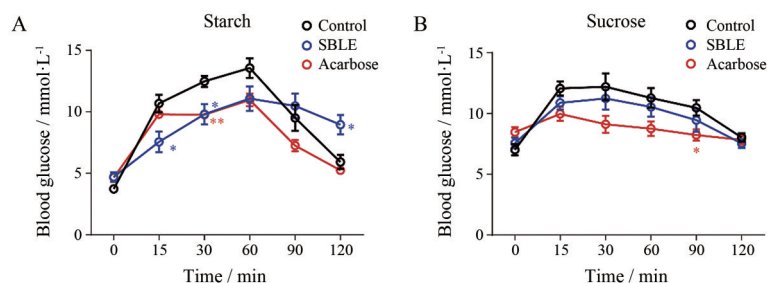 A
Starch
Control
SBLE
Acarbose
Blood glucose / mmol·L⁻¹
15
10
5
0
*
*
**
*
0 15 30 60 90 120
Time / min
B
Sucrose
Control
SBLE
Acarbose
Blood glucose / mmol·L⁻¹
15
10
5
0
*
0 15 30 60 90 120
Time / min